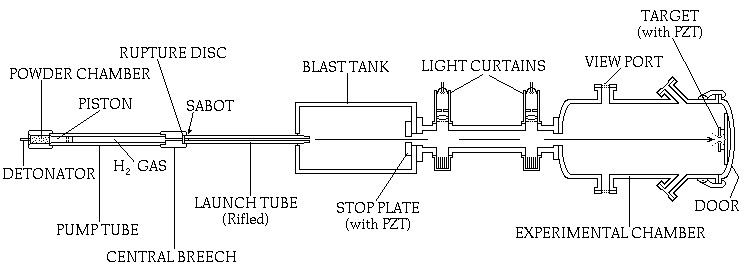 TARGET
(with PZT)
RUPTURE DISC
VIEW PORT
BLAST TANK
LIGHT CURTAINS
POWDER CHAMBER
PISTON
SABOT
H₂ GAS
DETONATOR
LAUNCH TUBE
(Rifled)
STOP PLATE
(with PZT)
DOOR
PUMP TUBE
EXPERIMENTAL CHAMBER
CENTRAL BREECH